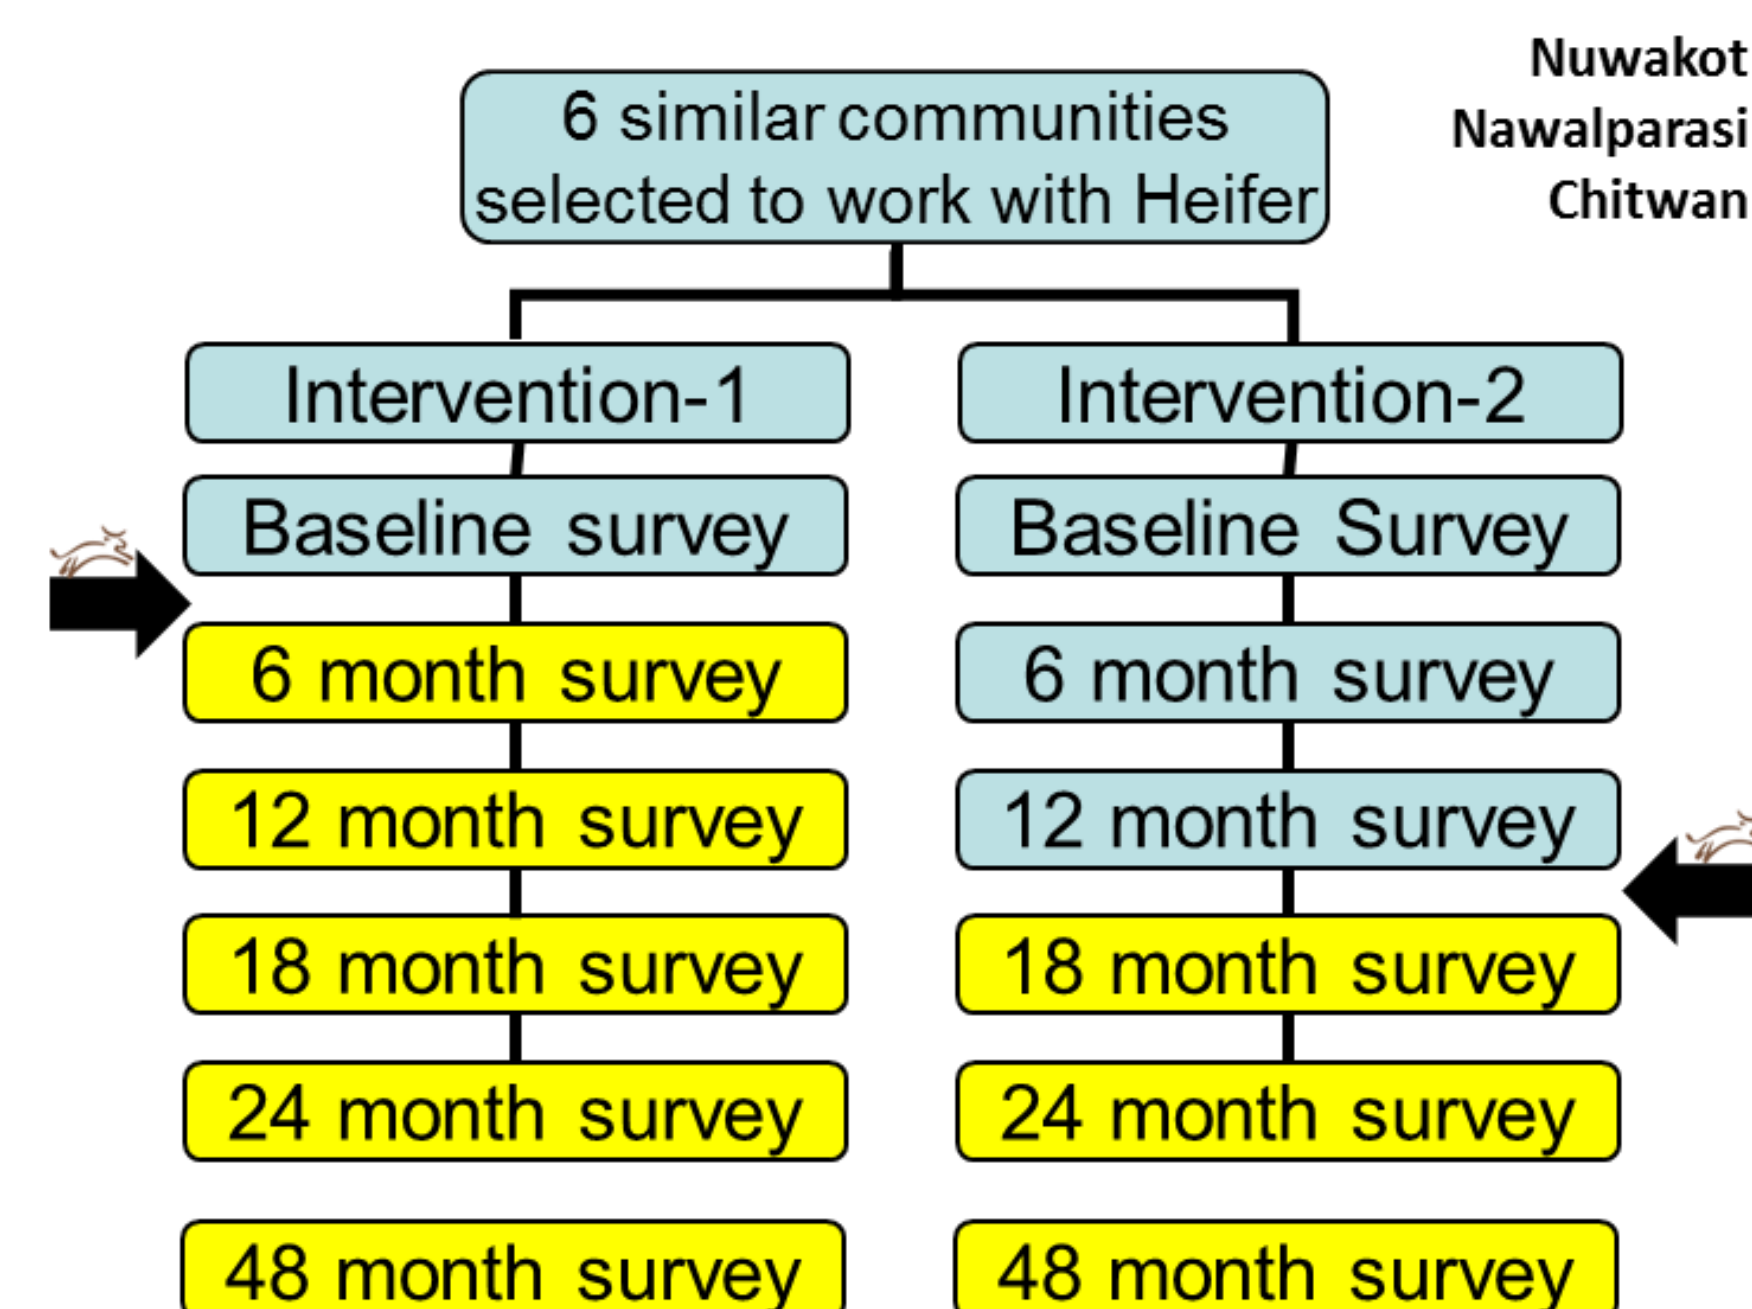 Nuwakot
Nawalparasi
Chitwan
6 similar communities
selected to work with Heifer
Intervention-1
Intervention-2
Baseline survey
Baseline Survey
6 month survey
6 month survey
12 month survey
12 month survey
18 month survey
18 month survey
24 month survey
24 month survey
48 month survey
48 month survey